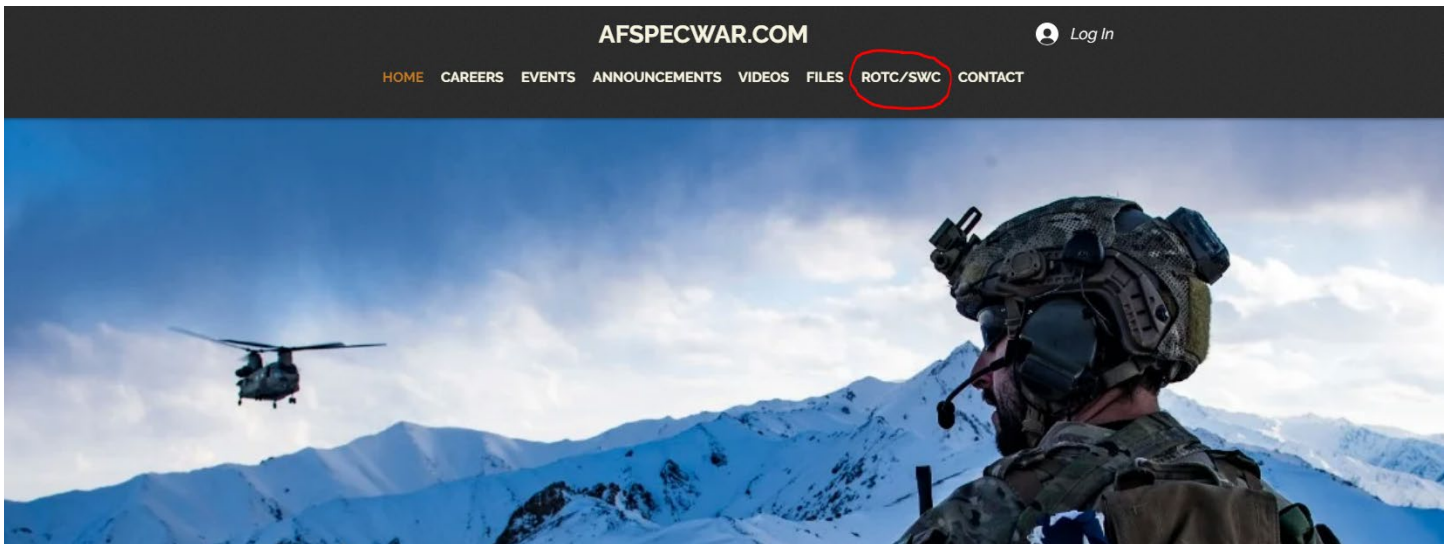 AFSPECWAR.COM
Log In
HOME CAREERS EVENTS ANNOUNCEMENTS VIDEOS FILES ROTC/SWC CONTACT